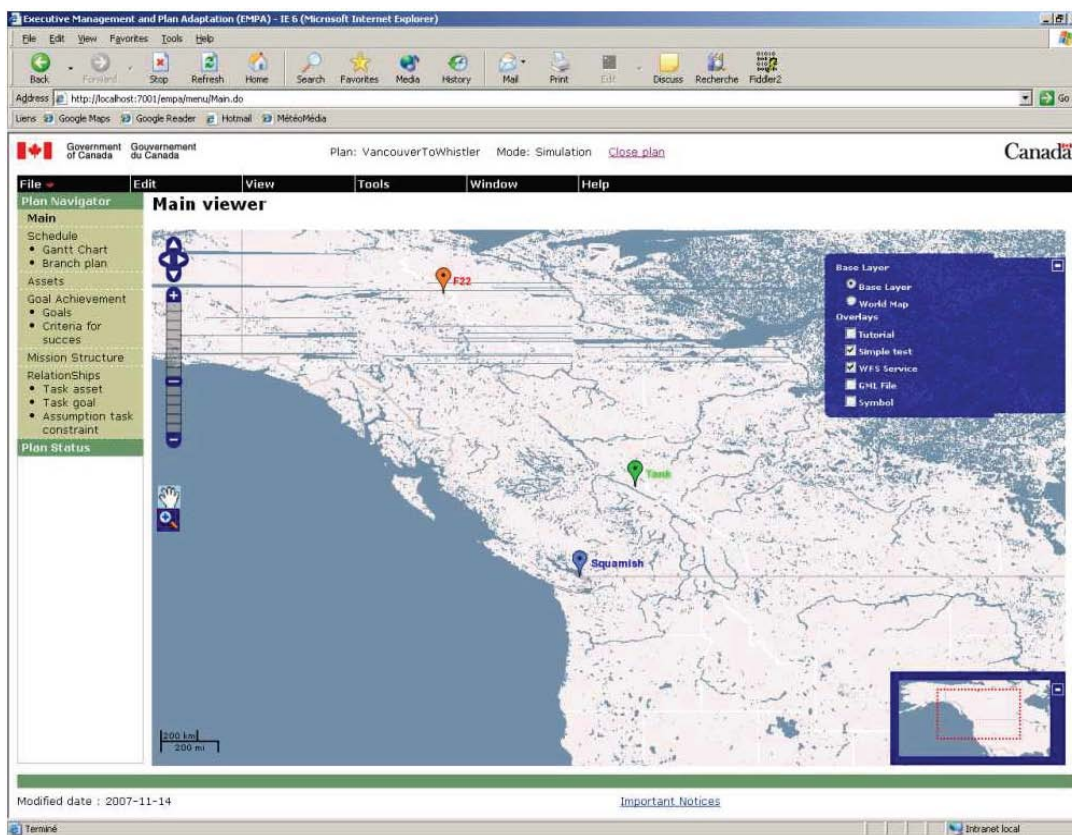 Executive Management and Plan Adaptation (EMPA) - IE 6 (Microsoft Internet Explorer)
File Edit View Favorites Tools Help
Back Forward Stop Refresh Home Search Favorites Media History Mail Print Edit Discuss Recherche Fiddler2
Address http://localhost:7001/empa/menu/Main.do Go
Liens Google Maps Google Reader Hotmail MétéoMédia
Government of Canada Gouvernement du Canada
Plan: VancouverToWhistler Mode: Simulation Close plan
Canada
File Edit View Tools Window Help
Plan Navigator
Main
Schedule
• Gantt Chart
• Branch plan
Assets
Goal Achievement
• Goals
• Criteria for
succes
Mission Structure
RelationShips
• Task asset
• Task goal
• Assumption task
constraint
Plan Status
Main viewer
F22
Tank
Squamish
Base Layer
Base Layer
World Map
Overlays
Tutorial
Simple test
WFS Service
GML File
Symbol
200 km
200 mi
Modified date : 2007-11-14
Important Notices
Terminé
Intranet local